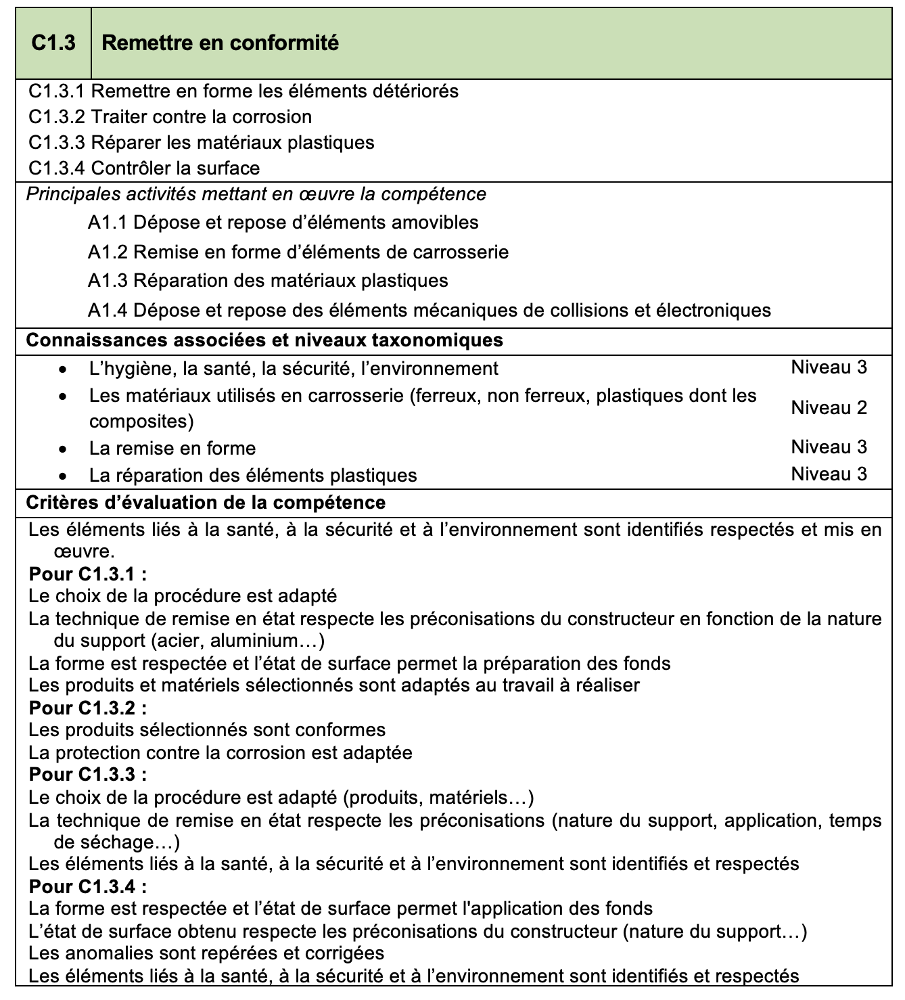 C1.3 Remettre en conformité
C1.3.1 Remettre en forme les éléments détériorés
C1.3.2 Traiter contre la corrosion
C1.3.3 Réparer les matériaux plastiques
C1.3.4 Contrôler la surface
Principales activités mettant en œuvre la compétence
A1.1 Dépose et repose d’éléments amovibles
A1.2 Remise en forme d’éléments de carrosserie
A1.3 Réparation des matériaux plastiques
A1.4 Dépose et repose des éléments mécaniques de collisions et électroniques
Connaissances associées et niveaux taxonomiques
• L’hygiène, la santé, la sécurité, l’environnement Niveau 3
• Les matériaux utilisés en carrosserie (ferreux, non ferreux, plastiques dont les
composites) Niveau 2
• La remise en forme Niveau 3
• La réparation des éléments plastiques Niveau 3
Critères d’évaluation de la compétence
Les éléments liés à la santé, à la sécurité et à l’environnement sont identifiés respectés et mis en
œuvre.
Pour C1.3.1 :
Le choix de la procédure est adapté
La technique de remise en état respecte les préconisations du constructeur en fonction de la nature
du support (acier, aluminium…)
La forme est respectée et l’état de surface permet la préparation des fonds
Les produits et matériels sélectionnés sont adaptés au travail à réaliser
Pour C1.3.2 :
Les produits sélectionnés sont conformes
La protection contre la corrosion est adaptée
Pour C1.3.3 :
Le choix de la procédure est adapté (produits, matériels…)
La technique de remise en état respecte les préconisations (nature du support, application, temps
de séchage…)
Les éléments liés à la santé, à la sécurité et à l’environnement sont identifiés et respectés
Pour C1.3.4 :
La forme est respectée et l’état de surface permet l'application des fonds
L’état de surface obtenu respecte les préconisations du constructeur (nature du support…)
Les anomalies sont repérées et corrigées
Les éléments liés à la santé, à la sécurité et à l’environnement sont identifiés et respectés